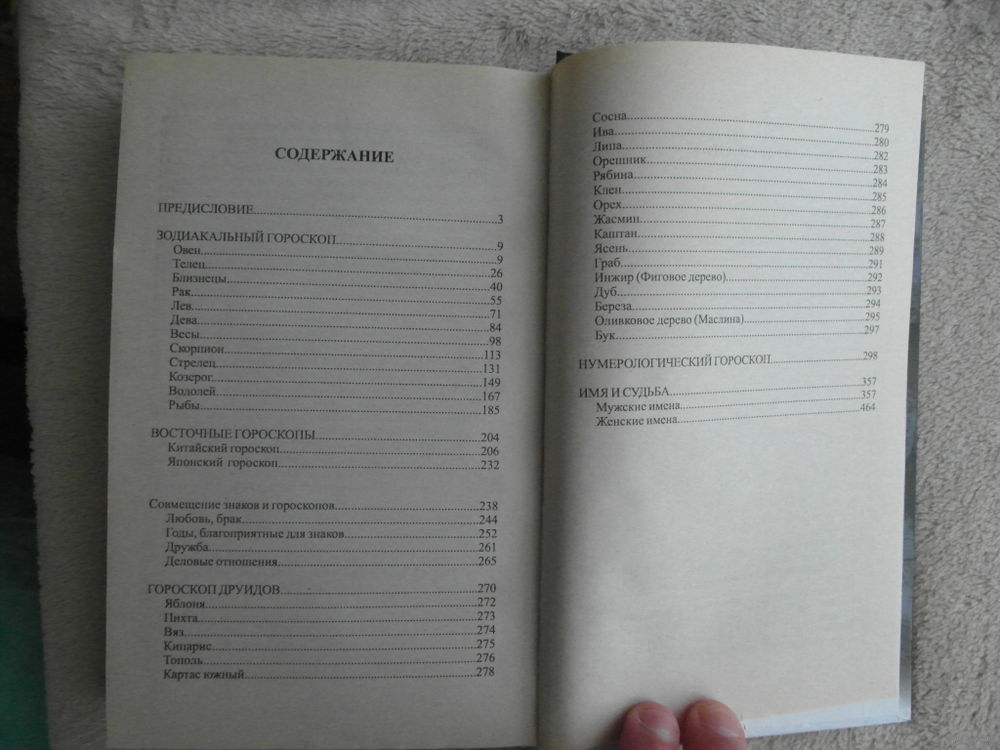 СОДЕРЖАНИЕ
ПРЕДИСЛОВИЕ...3
ЗОДИАКАЛЬНЫЙ ГОРОСКОП...9
Овен...9
Телец...26
Близнецы...40
Рак...55
Лев...71
Дева...84
Весы...98
Скорпион...113
Стрелец...131
Козерог...149
Водолей...167
Рыбы...185
ВОСТОЧНЫЕ ГОРОСКОПЫ...204
Китайский гороскоп...206
Японский гороскоп...232
Совмещение знаков и гороскопов...238
Любовь, брак...244
Годы, благоприятные для знаков...252
Дружба...261
Деловые отношения...265
ГОРОСКОП ДРУИДОВ...270
Яблоня...272
Пихта...273
Вяз...274
Кипарис...275
Тополь...276
Картас южный...278
Сосна...279
Ива...280
Липа...282
Орешник...283
Рябина...284
Клен...285
Орех...286
Жасмин...287
Каштан...288
Ясень...289
Граб...291
Инжир (Фиговое дерево)...292
Дуб...293
Береза...294
Оливковое дерево (Маслина)...295
Бук...297
НУМЕРОЛОГИЧЕСКИЙ ГОРОСКОП...298
ИМЯ И СУДЬБА...357
Мужские имена...357
Женские имена...464